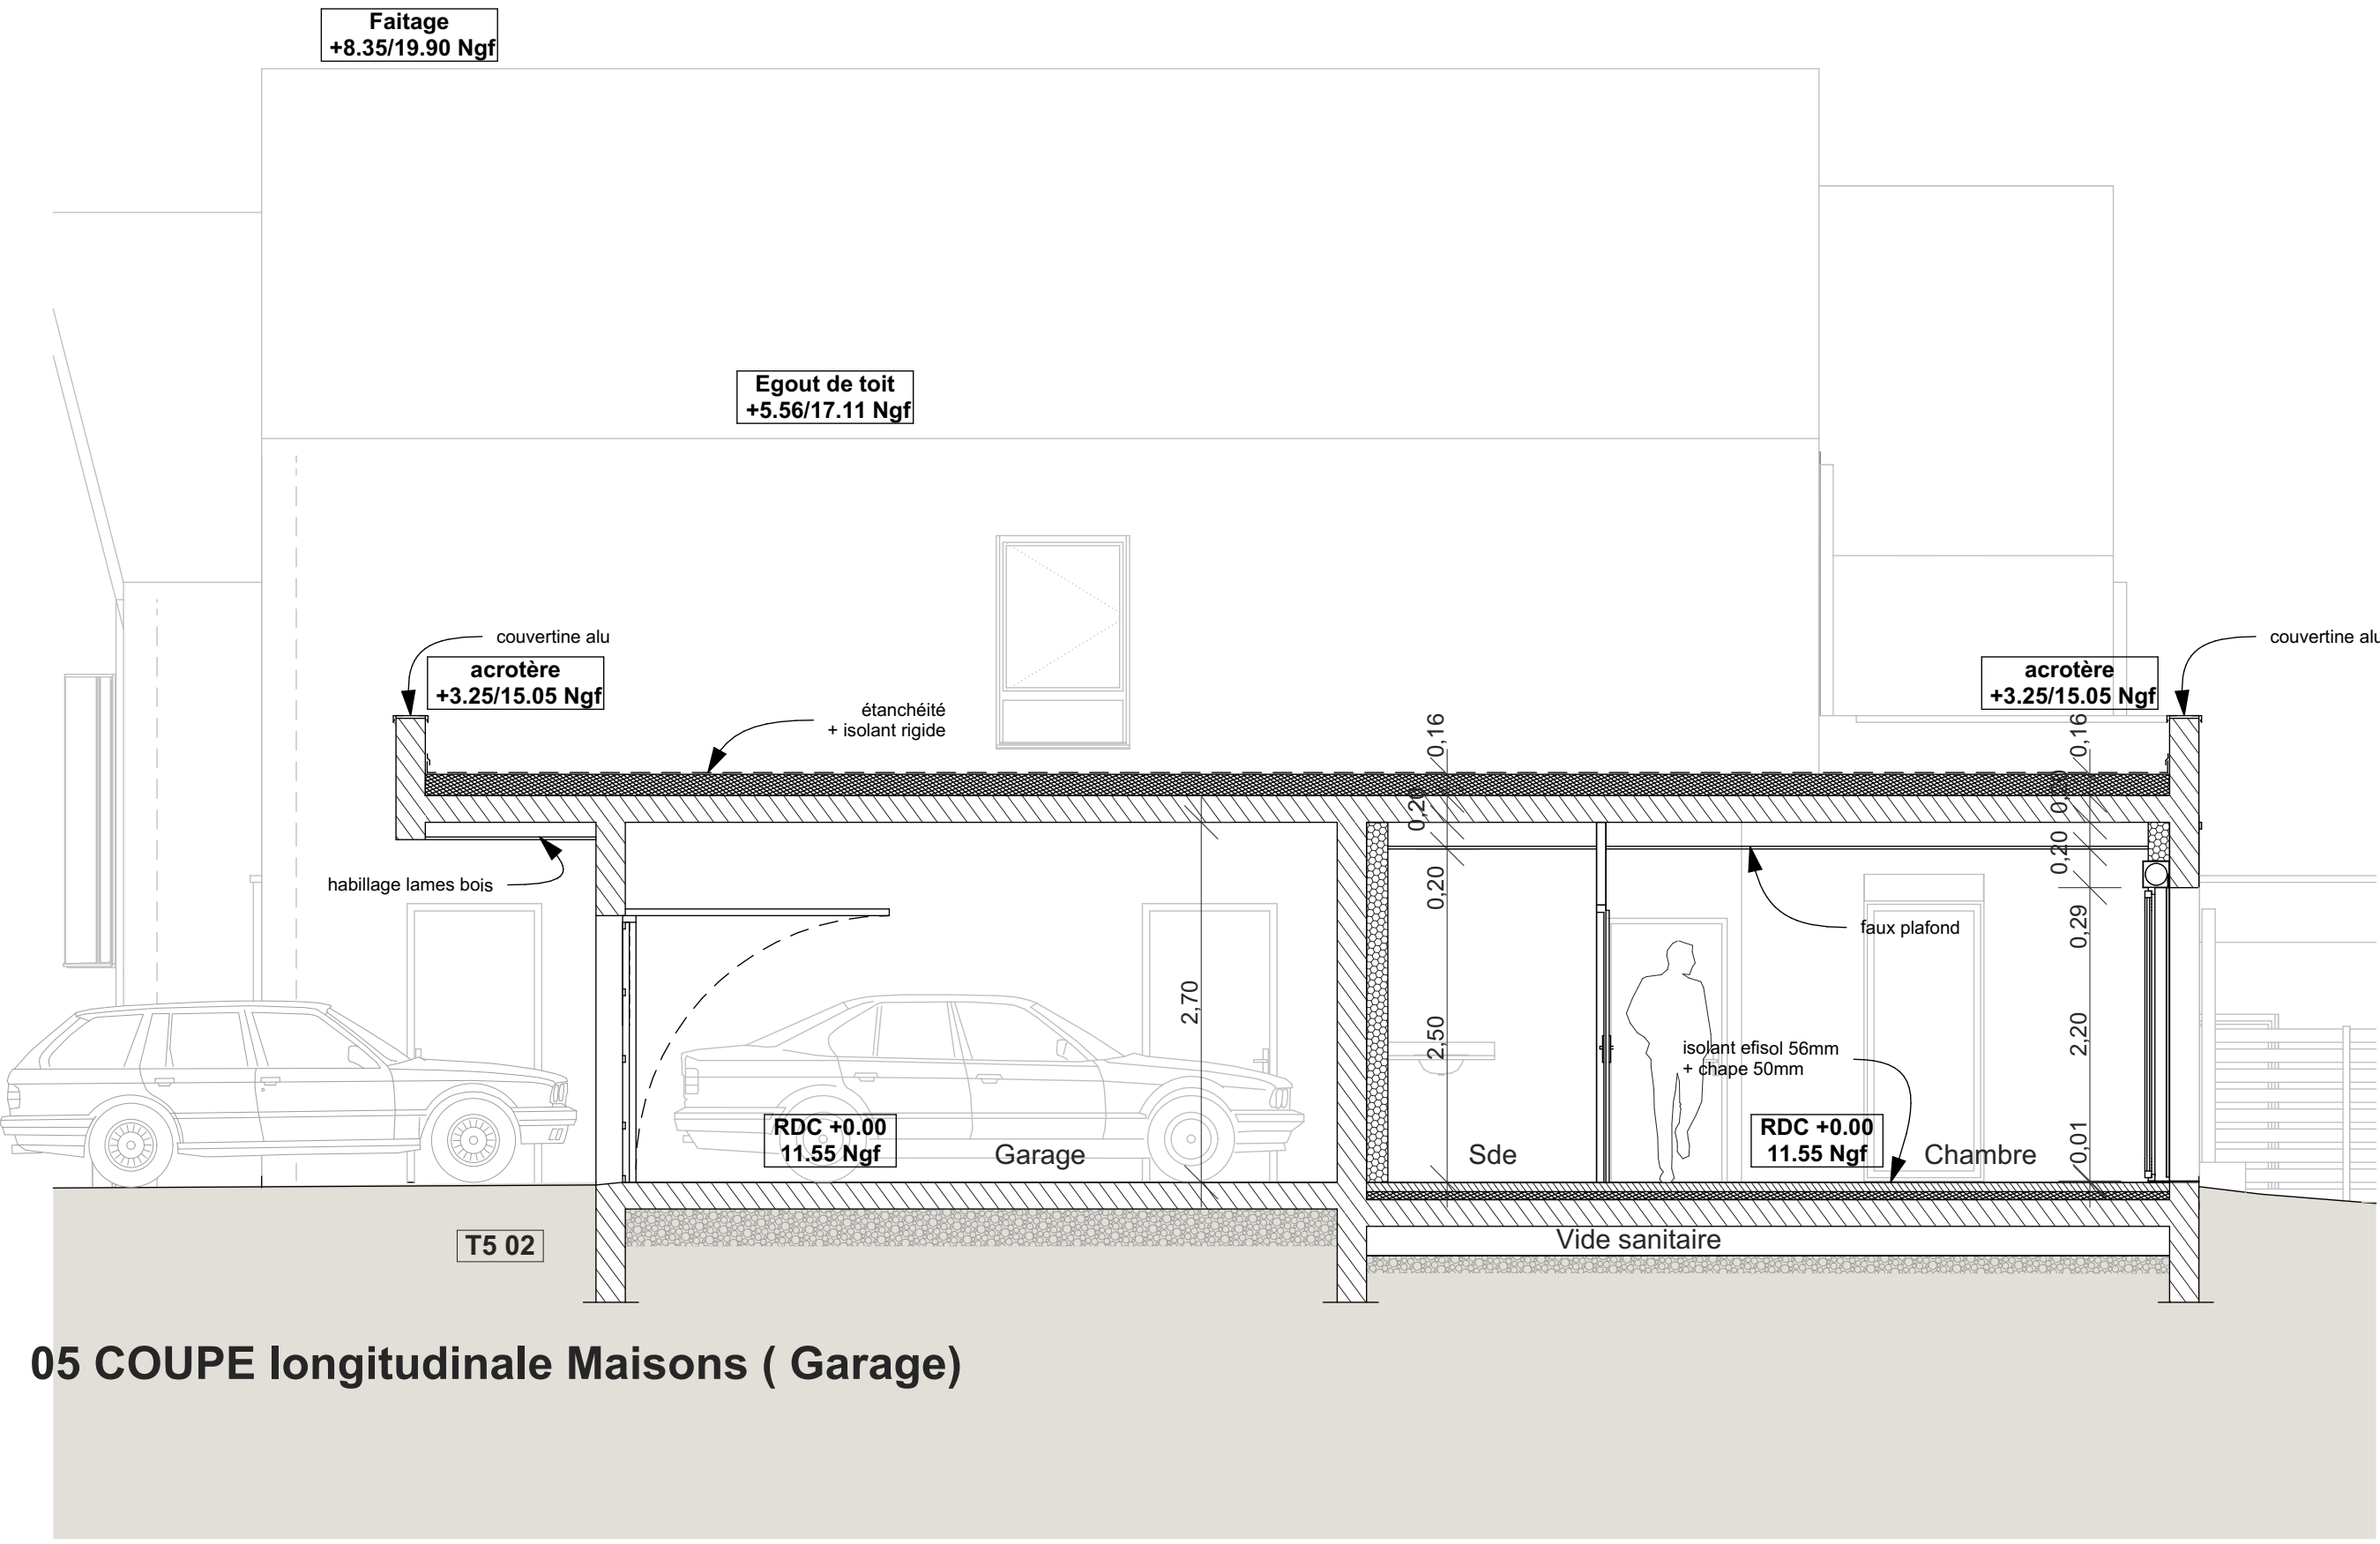 Faitage
+8.35/19.90 Ngf
Egout de toit
+5.56/17.11 Ngf
couvertine alu
couvertine alu
acrotère
+3.25/15.05 Ngf
acrotère
+3.25/15.05 Ngf
étanchéité
+ isolant rigide
0,16
0,16
0,20
0,20
0,20
0,20
habillage lames bois
faux plafond
0,29
2,70
2,50
2,20
isolant efisol 56mm
+ chape 50mm
RDC +0.00
11.55 Ngf
Garage
Sde
RDC +0.00
11.55 Ngf
Chambre
0,01
T5 02
Vide sanitaire
05 COUPE longitudinale Maisons ( Garage)